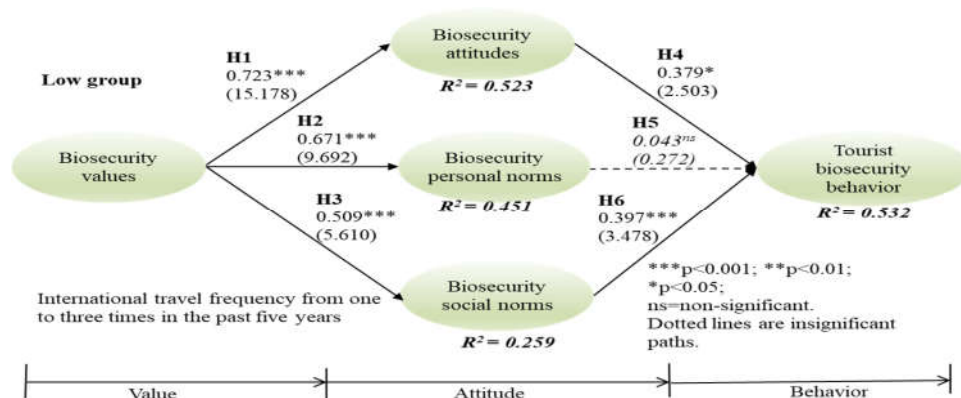 Low group
Biosecurity
values
H1
0.723***
(15.178)
H2
0.671***
(9.692)
H3
0.509***
(5.610)
Biosecurity
attitudes
R² = 0.523
Biosecurity
personal norms
R² = 0.451
Biosecurity
social norms
R² = 0.259
H4
0.379*
(2.503)
H5
0.043ns
(0.272)
H6
0.397***
(3.478)
Tourist
biosecurity
behavior
R² = 0.532
International travel frequency from one
to three times in the past five years
***p<0.001; **p<0.01;
*p<0.05;
ns=non-significant.
Dotted lines are insignificant
paths.
Value
Attitude
Behavior